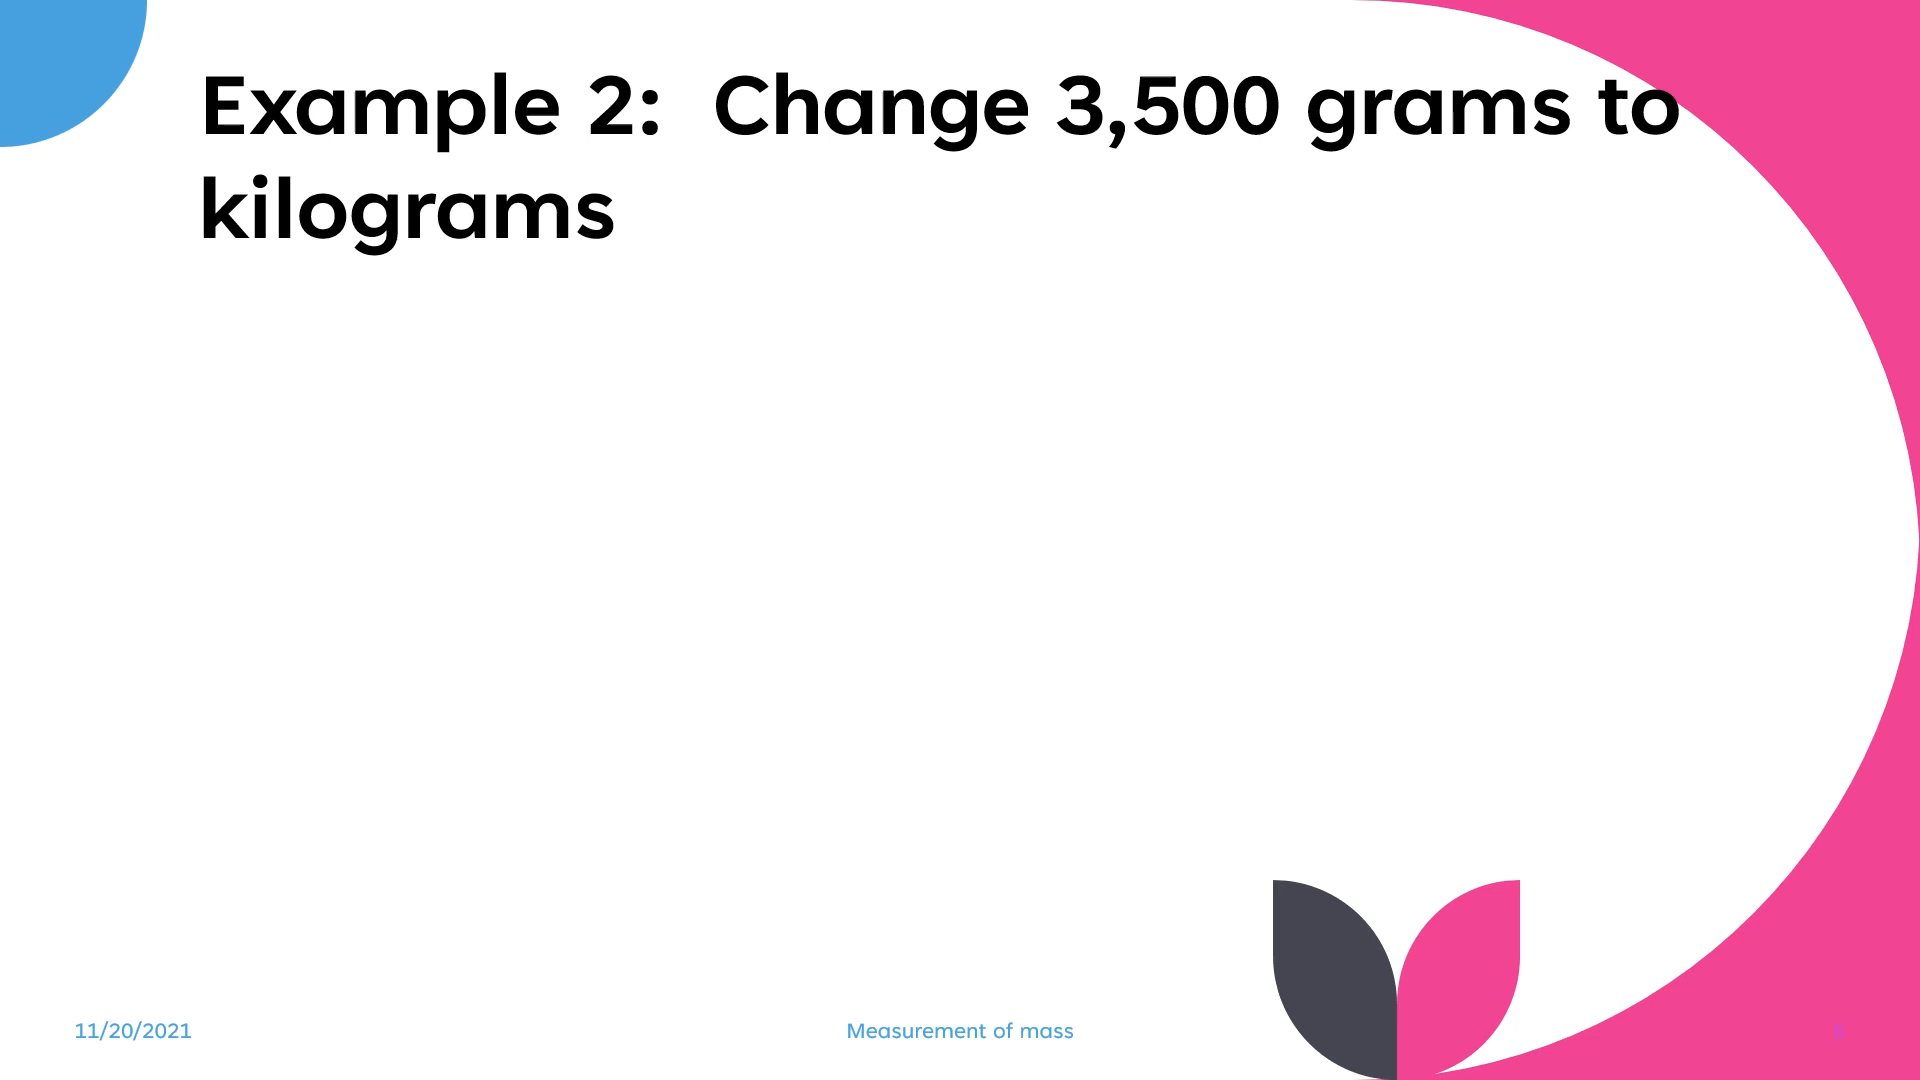 Example 2:  Change 3,500 grams to
kilograms
11/20/2021
Measurement of mass